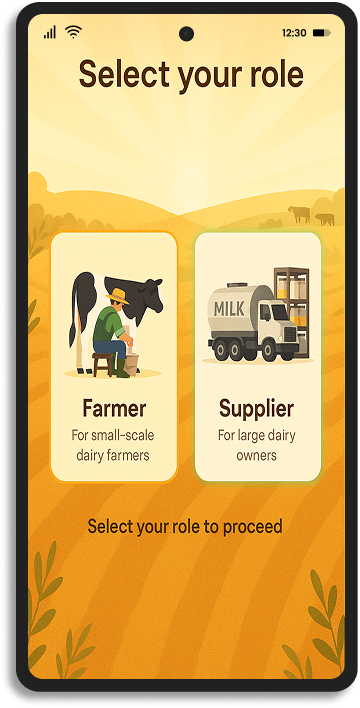 12:30
Select your role
MILK
Farmer
For small-scale
dairy farmers
Supplier
For large dairy
owners
Select your role to proceed